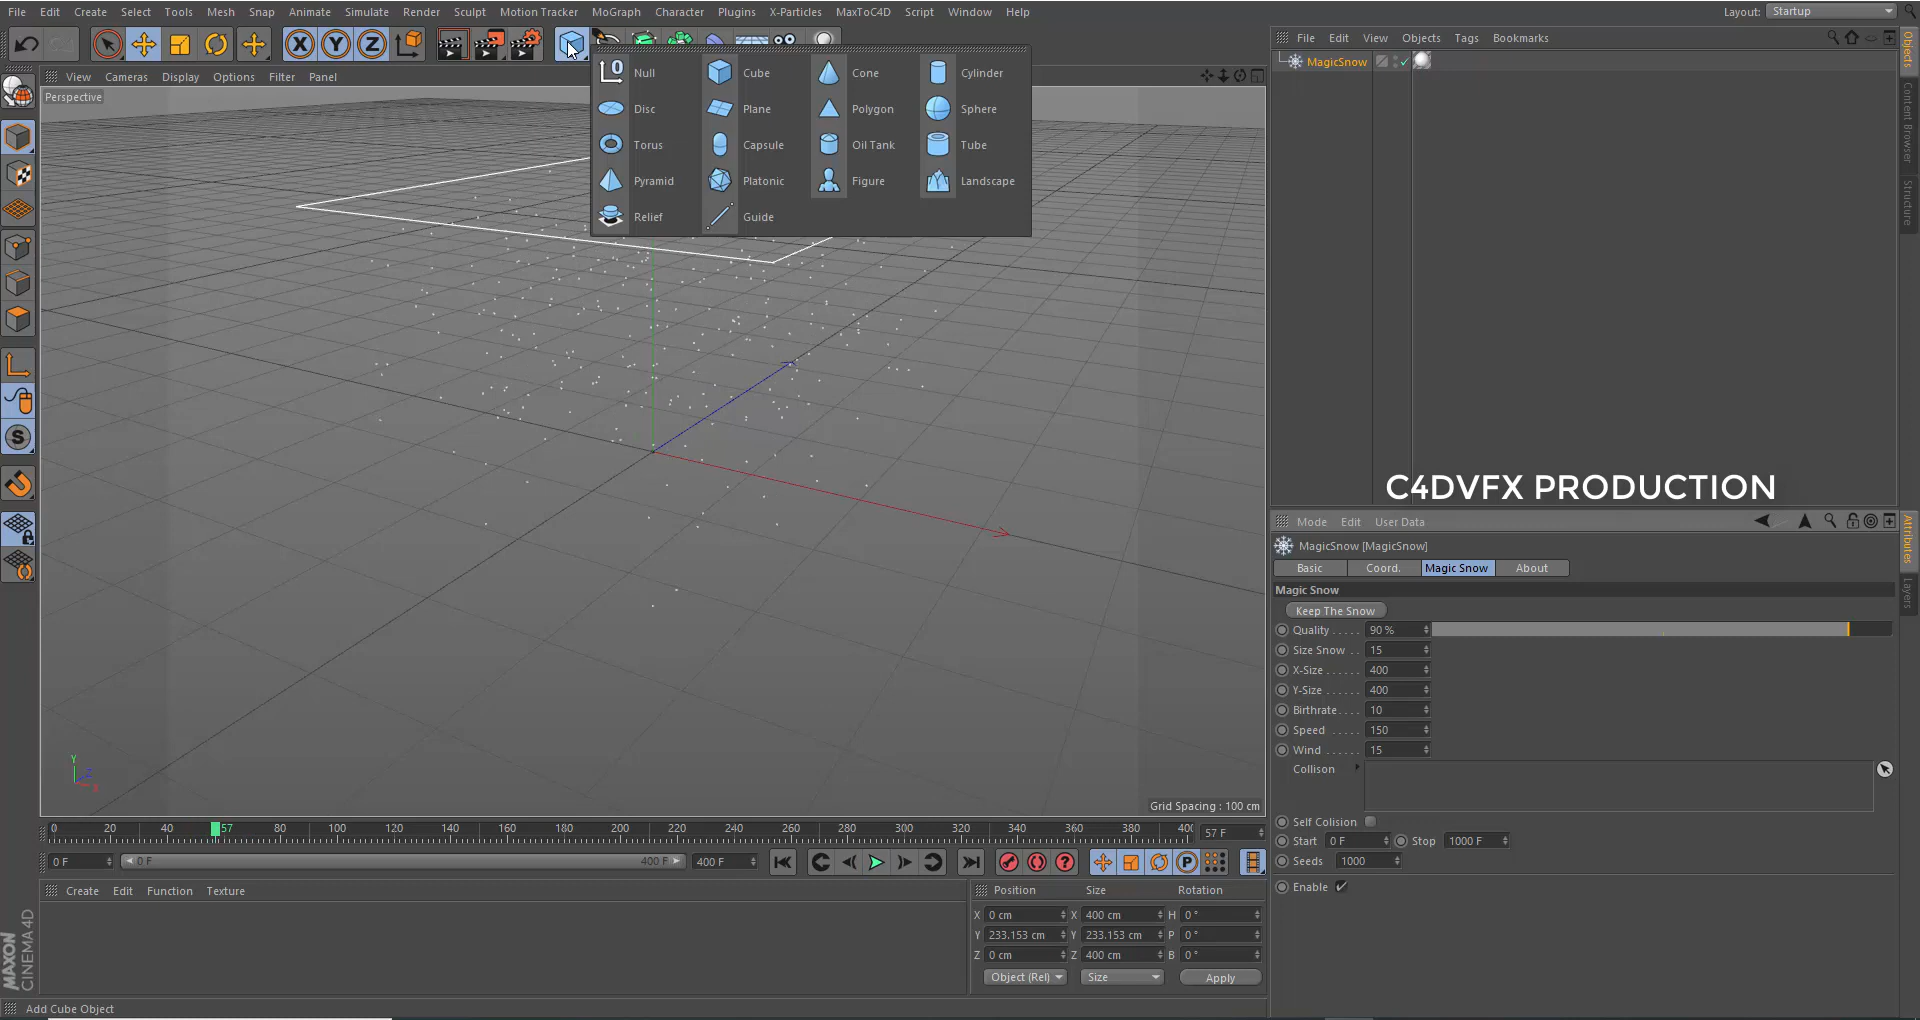 File Edit Create Select Tools Mesh Snap Animate Simulate Render Sculpt Motion Tracker MoGraph Character Plugins X-Particles MaxToC4D Script Window Help Layout: Startup
File Edit View Objects Tags Bookmarks
MagicSnow
View Cameras Display Options Filter Panel
Perspective
Null Cube Cone Cylinder
Disc Plane Polygon Sphere
Torus Capsule Oil Tank Tube
Pyramid Platonic Figure Landscape
Relief Guide
Objects
Content Browser
Structure
C4DVFX PRODUCTION
Mode Edit User Data
MagicSnow [MagicSnow]
Basic Coord. Magic Snow About
Magic Snow
Keep The Snow
Quality ..... 90 %
Size Snow .. 15
X-Size ...... 400
Y-Size ...... 400
Birthrate.... 10
Speed ...... 150
Wind ...... 15
Collison
Self Colision
Start 0 F Stop 1000 F
Seeds 1000
Enable
Attributes
Layers
Y
Z
X
Grid Spacing : 100 cm
0 20 40 57 80 100 120 140 160 180 200 220 240 260 280 300 320 340 360 380 40 57 F
0 F 0 F 400 F 400 F
Create Edit Function Texture
Position Size Rotation
X 0 cm X 400 cm H 0 °
Y 233.153 cm Y 233.153 cm P 0 °
Z 0 cm Z 400 cm B 0 °
Object (Rel) Size Apply
MAXON
CINEMA 4D
Add Cube Object